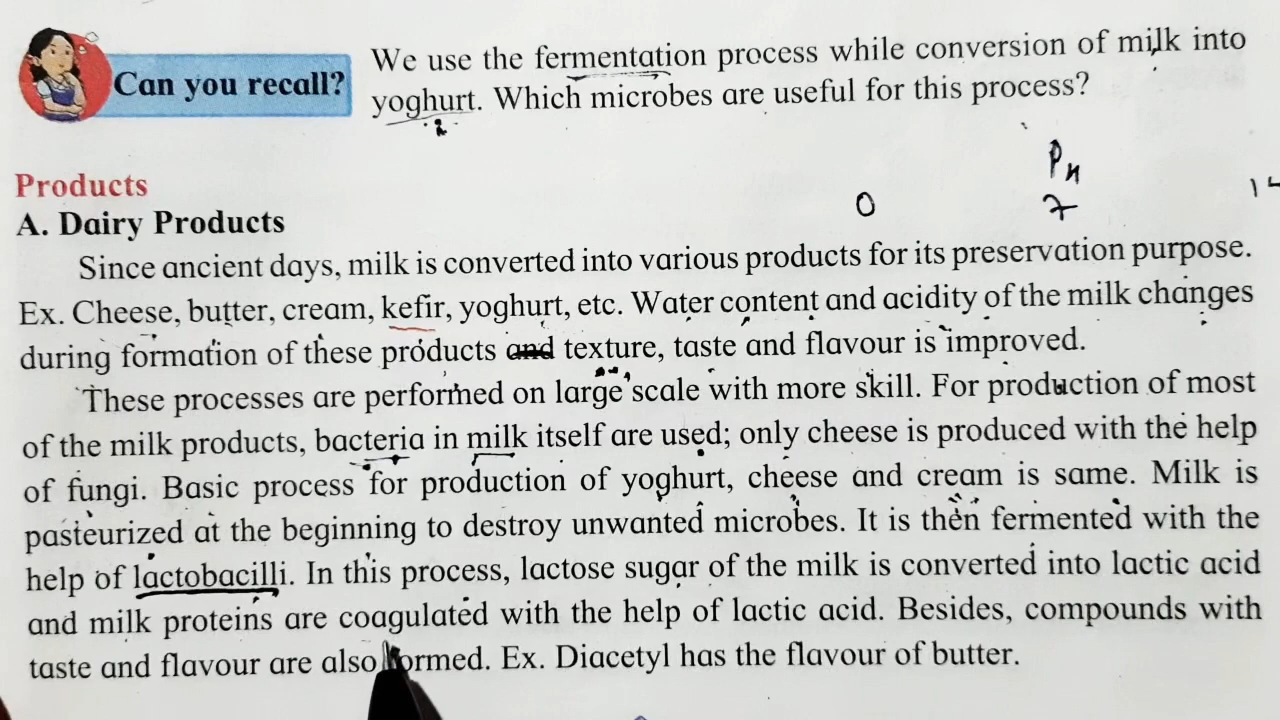 Can you recall?
We use the fermentation process while conversion of milk into
yoghurt. Which microbes are useful for this process?
PH
0 7 14
Products
A. Dairy Products
Since ancient days, milk is converted into various products for its preservation purpose.
Ex. Cheese, butter, cream, kefir, yoghurt, etc. Water content and acidity of the milk changes
during formation of these products and texture, taste and flavour is improved.
These processes are performed on large scale with more skill. For production of most
of the milk products, bacteria in milk itself are used; only cheese is produced with the help
of fungi. Basic process for production of yoghurt, cheese and cream is same. Milk is
pasteurized at the beginning to destroy unwanted microbes. It is then fermented with the
help of lactobacilli. In this process, lactose sugar of the milk is converted into lactic acid
and milk proteins are coagulated with the help of lactic acid. Besides, compounds with
taste and flavour are also formed. Ex. Diacetyl has the flavour of butter.